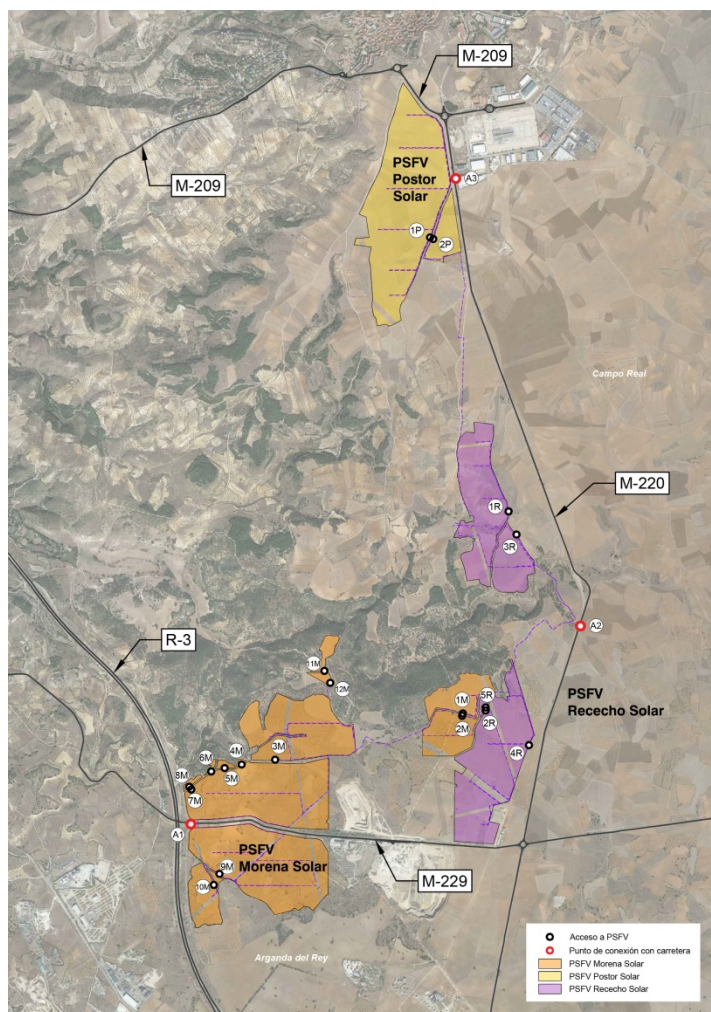 M-209
M-209
PSFV
Postor
Solar
A3
1P
2P
Campo Real
M-220
1R
3R
R-3
A2
11M
12M
PSFV
Rececho Solar
1M
5R
2M
2R
3M
4M
4R
6M
5M
8M
7M
A1
PSFV
Morena Solar
9M
M-229
10M
Arganda del Rey
Acceso a PSFV
Punto de conexión con carretera
PSFV Morena Solar
PSFV Postor Solar
PSFV Rececho Solar